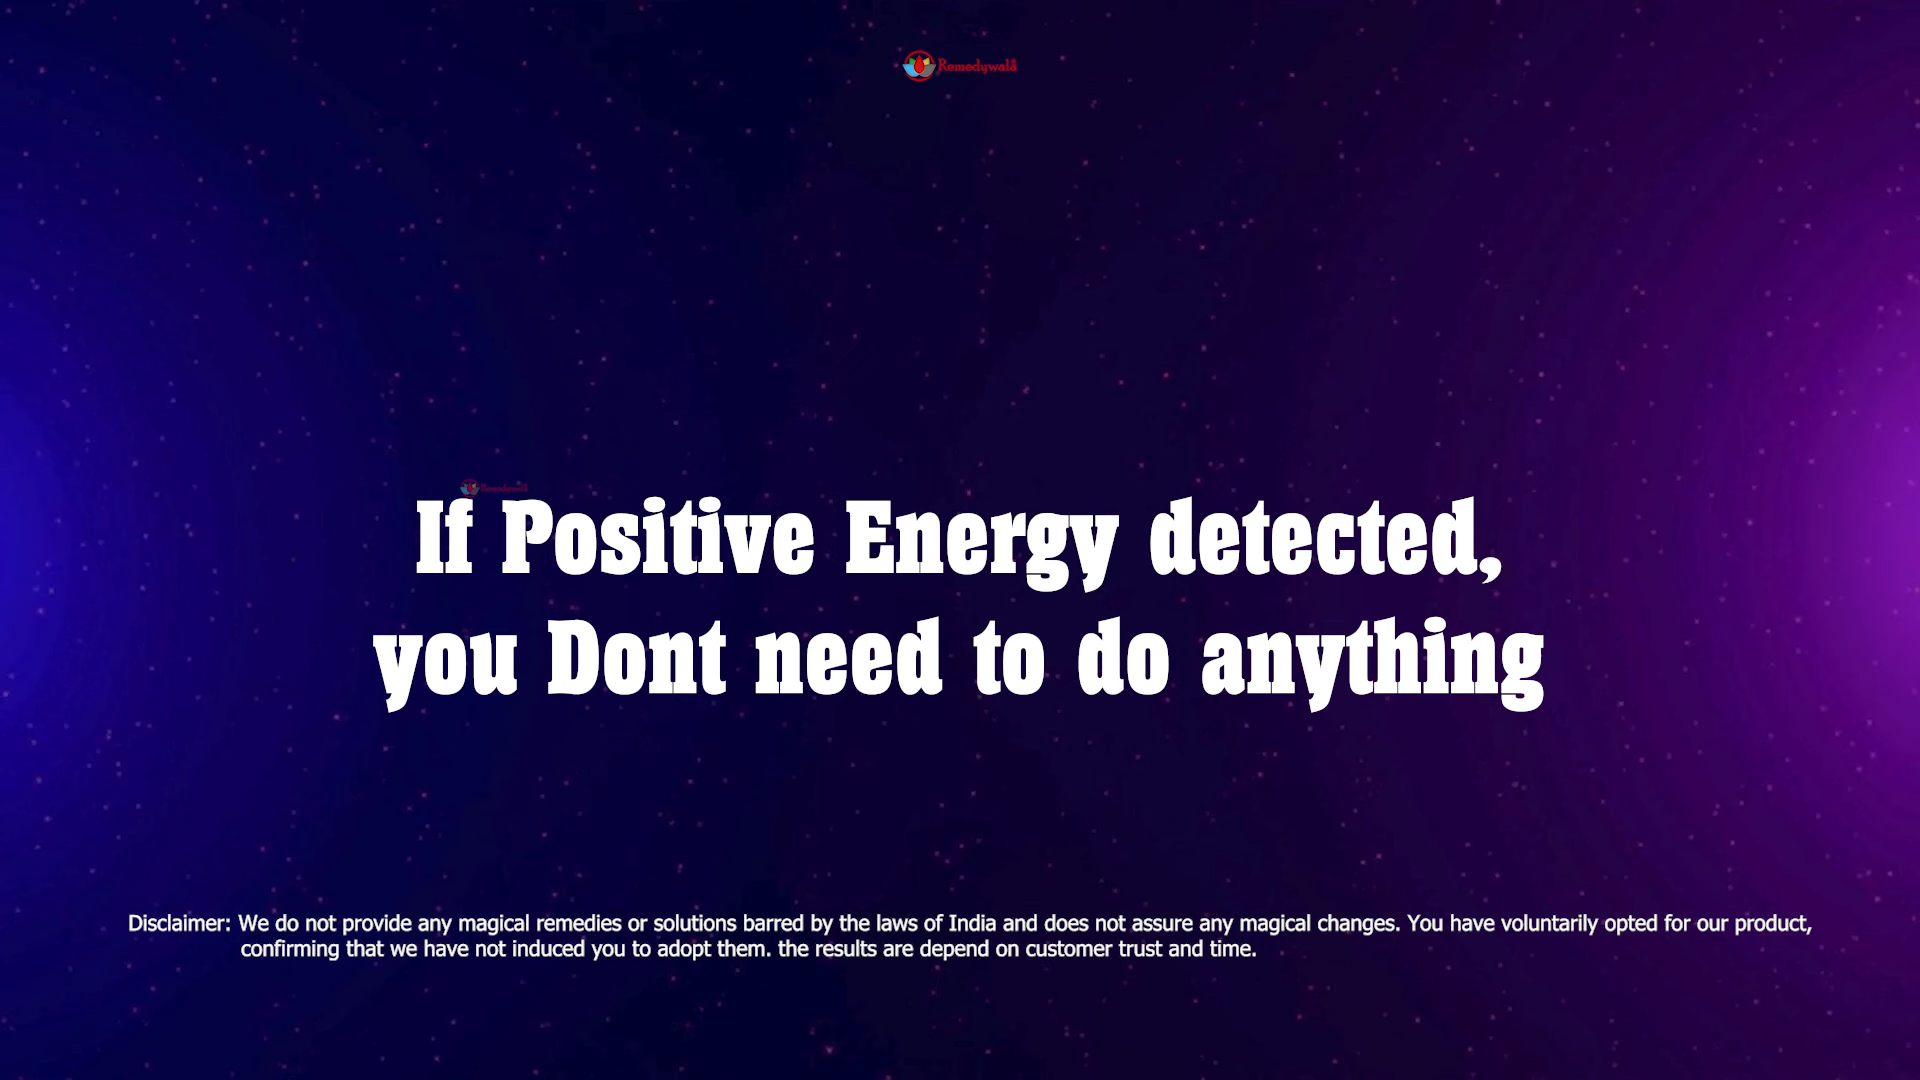 Remedywala
Remedywala
If Positive Energy detected,
you Dont need to do anything
Disclaimer: We do not provide any magical remedies or solutions barred by the laws of India and does not assure any magical changes. You have voluntarily opted for our product,
confirming that we have not induced you to adopt them. the results are depend on customer trust and time.